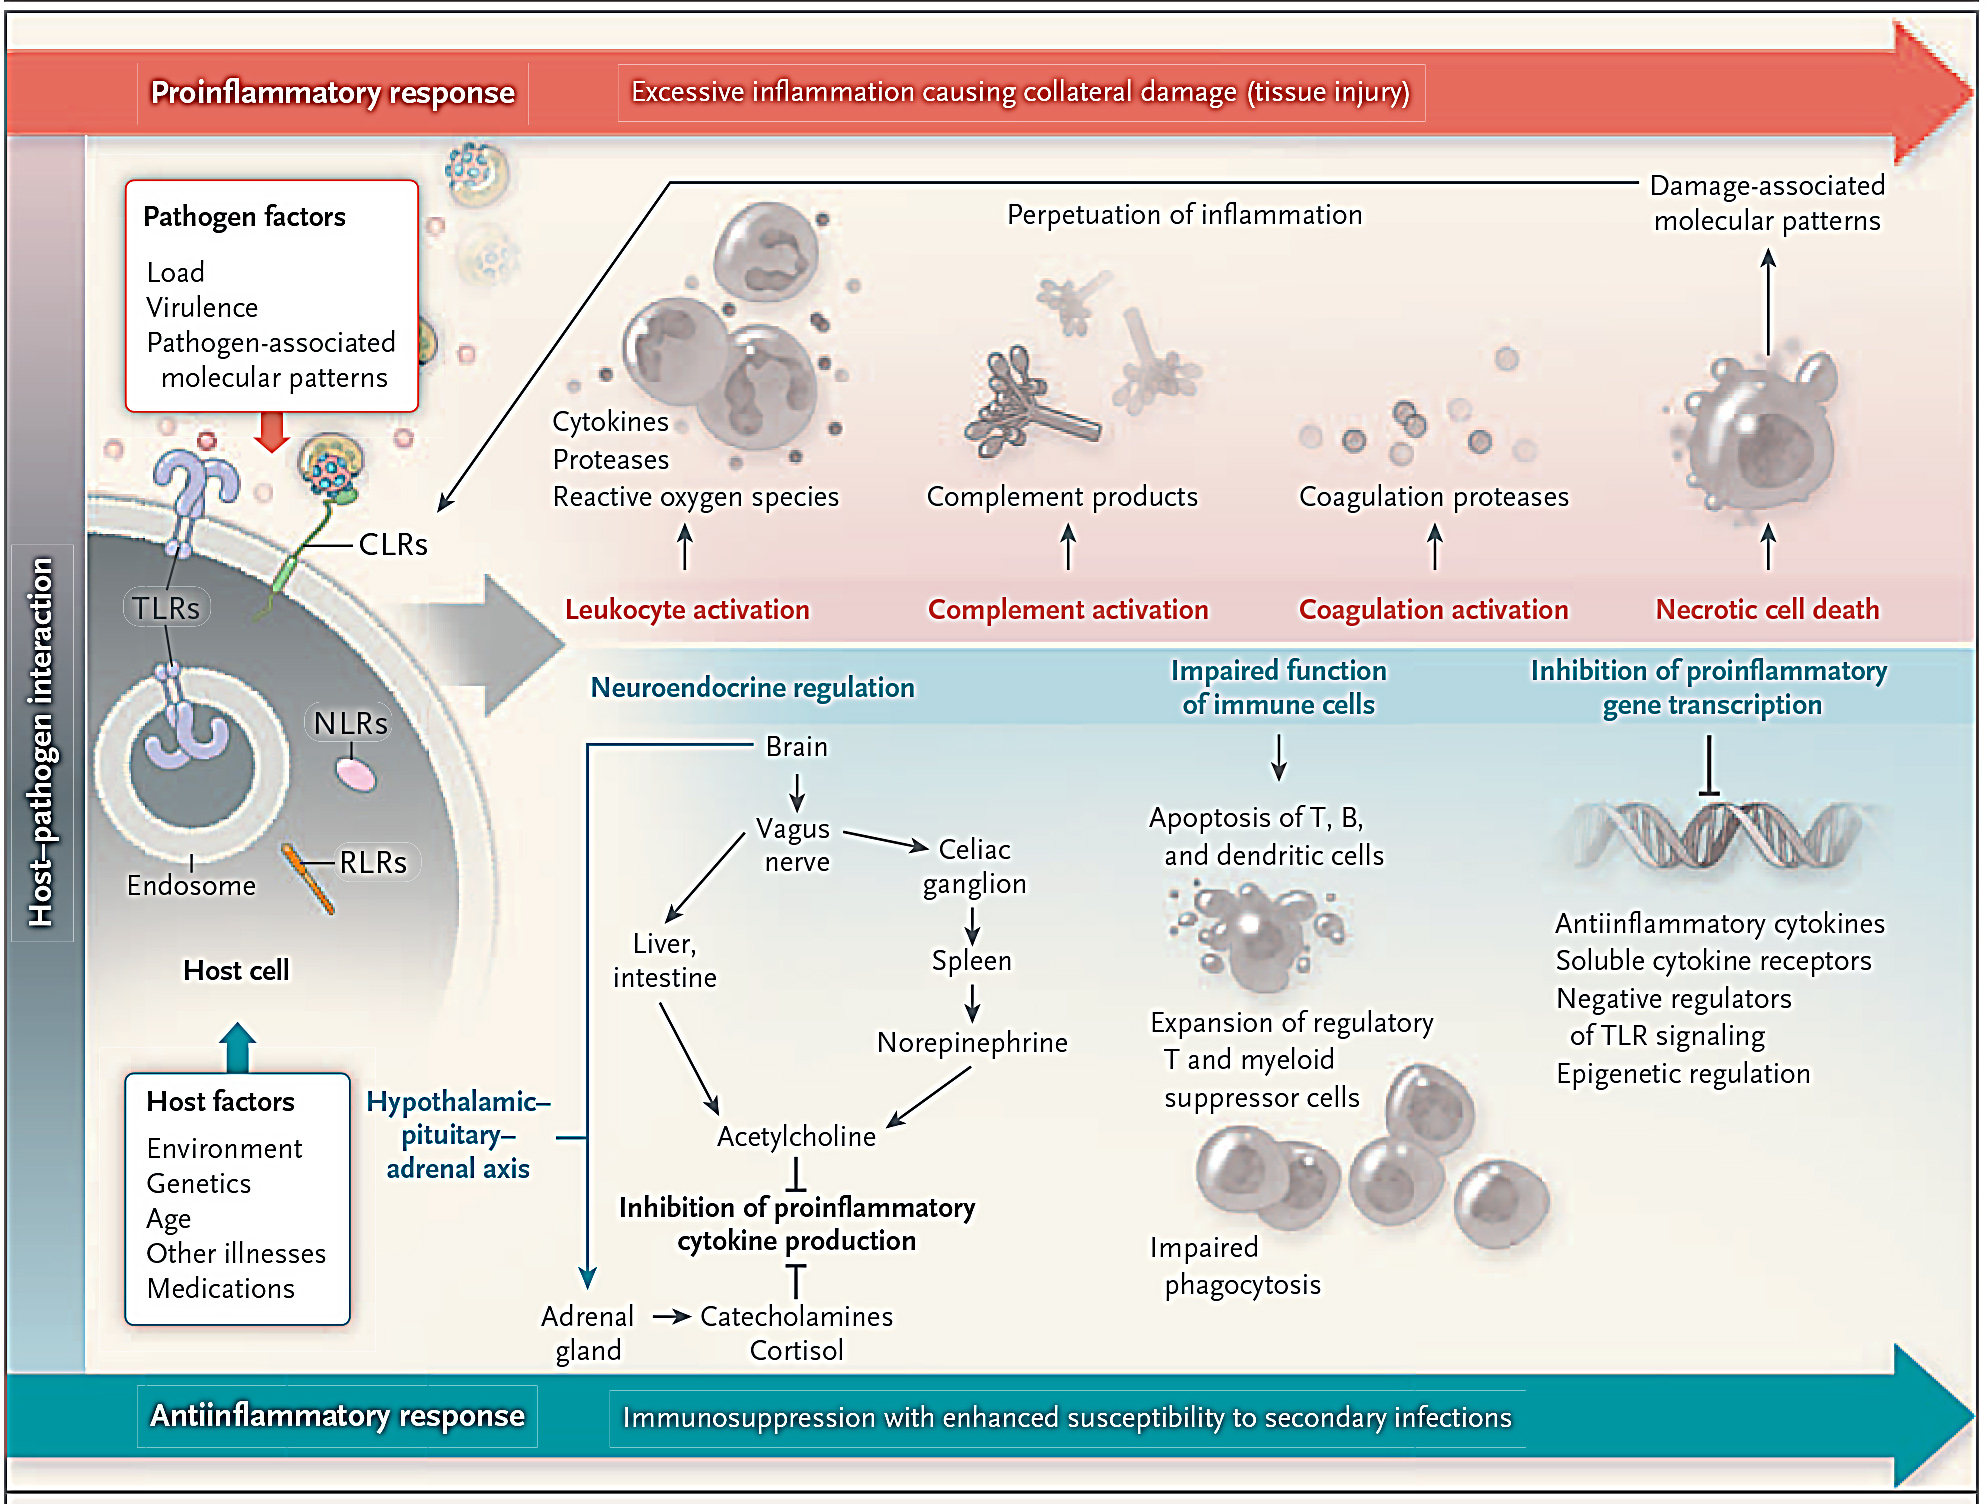 Proinflammatory response
Excessive inflammation causing collateral damage (tissue injury)
Host–pathogen interaction
Pathogen factors
Load
Virulence
Pathogen-associated
molecular patterns
CLRs
TLRs
NLRs
RLRs
Endosome
Host cell
Host factors
Environment
Genetics
Age
Other illnesses
Medications
Perpetuation of inflammation
Damage-associated
molecular patterns
Cytokines
Proteases
Reactive oxygen species
Complement products
Coagulation proteases
Leukocyte activation
Complement activation
Coagulation activation
Necrotic cell death
Neuroendocrine regulation
Brain
Vagus
nerve
Celiac
ganglion
Liver,
intestine
Spleen
Norepinephrine
Hypothalamic–
pituitary–
adrenal axis
Acetylcholine
Inhibition of proinflammatory
cytokine production
Adrenal
gland
Catecholamines
Cortisol
Impaired function
of immune cells
Apoptosis of T, B,
and dendritic cells
Expansion of regulatory
T and myeloid
suppressor cells
Impaired
phagocytosis
Inhibition of proinflammatory
gene transcription
Antiinflammatory cytokines
Soluble cytokine receptors
Negative regulators
of TLR signaling
Epigenetic regulation
Antiinflammatory response
Immunosuppression with enhanced susceptibility to secondary infections